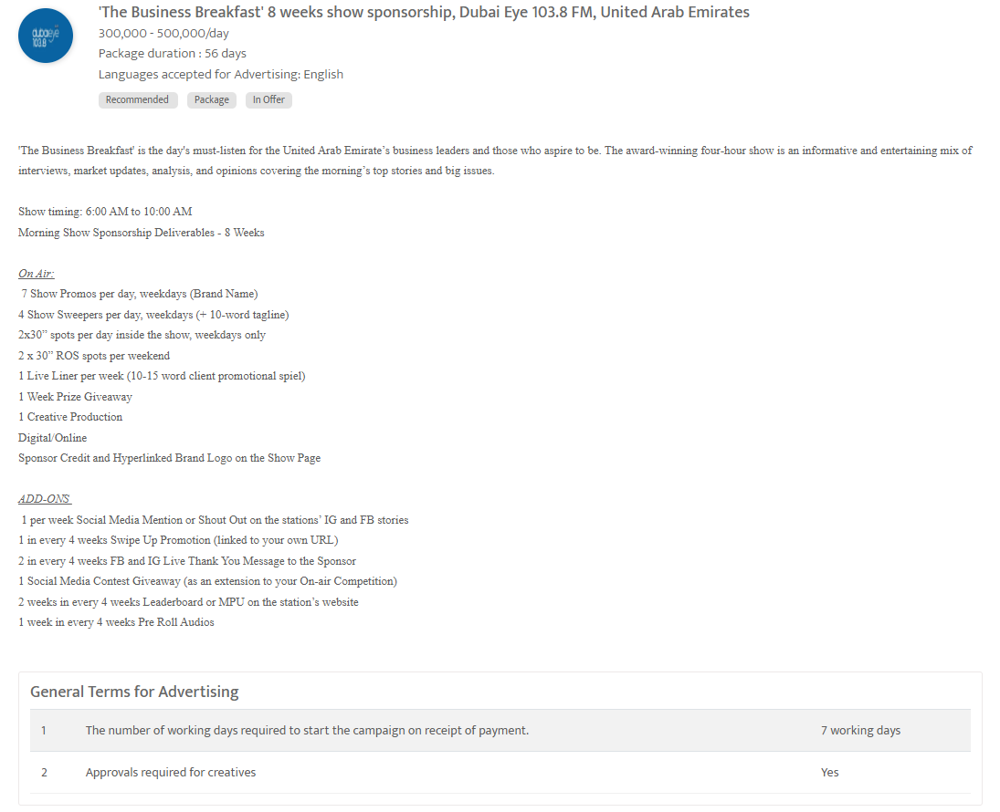 dubaieye
103.8
'The Business Breakfast' 8 weeks show sponsorship, Dubai Eye 103.8 FM, United Arab Emirates
300,000 - 500,000/day
Package duration : 56 days
Languages accepted for Advertising: English
Recommended Package In Offer
'The Business Breakfast' is the day's must-listen for the United Arab Emirate’s business leaders and those who aspire to be. The award-winning four-hour show is an informative and entertaining mix of
interviews, market updates, analysis, and opinions covering the morning’s top stories and big issues.
Show timing: 6:00 AM to 10:00 AM
Morning Show Sponsorship Deliverables - 8 Weeks
On Air:
7 Show Promos per day, weekdays (Brand Name)
4 Show Sweepers per day, weekdays (+ 10-word tagline)
2x30” spots per day inside the show, weekdays only
2 x 30” ROS spots per weekend
1 Live Liner per week (10-15 word client promotional spiel)
1 Week Prize Giveaway
1 Creative Production
Digital/Online
Sponsor Credit and Hyperlinked Brand Logo on the Show Page
ADD-ONS
1 per week Social Media Mention or Shout Out on the stations’ IG and FB stories
1 in every 4 weeks Swipe Up Promotion (linked to your own URL)
2 in every 4 weeks FB and IG Live Thank You Message to the Sponsor
1 Social Media Contest Giveaway (as an extension to your On-air Competition)
2 weeks in every 4 weeks Leaderboard or MPU on the station’s website
1 week in every 4 weeks Pre Roll Audios
General Terms for Advertising
1 The number of working days required to start the campaign on receipt of payment. 7 working days
2 Approvals required for creatives Yes